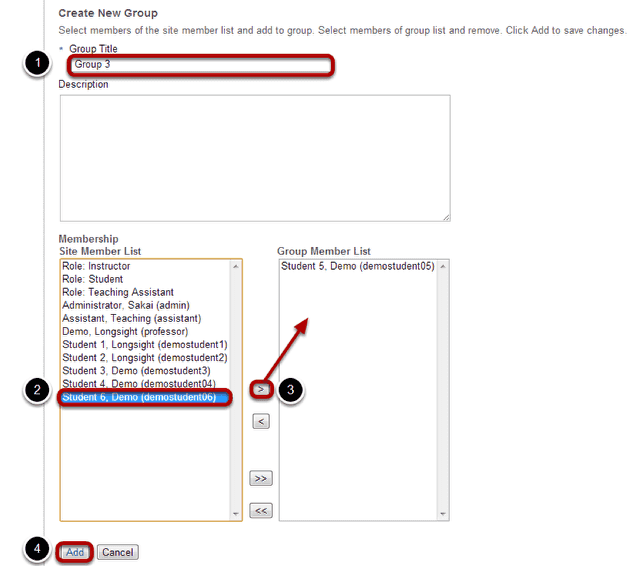 Create New Group
Select members of the site member list and add to group. Select members of group list and remove. Click Add to save changes.
* Group Title
1
Group 3
Description
Membership
Site Member List
Group Member List
Role: Instructor
Role: Student
Role: Teaching Assistant
Administrator, Sakai (admin)
Assistant, Teaching (assistant)
Demo, Longsight (professor)
Student 1, Longsight (demostudent1)
Student 2, Longsight (demostudent2)
Student 3, Demo (demostudent3)
Student 4, Demo (demostudent04)
2
Student 6, Demo (demostudent06)
Student 5, Demo (demostudent05)
>
3
<
>>
<<
4
Add
Cancel